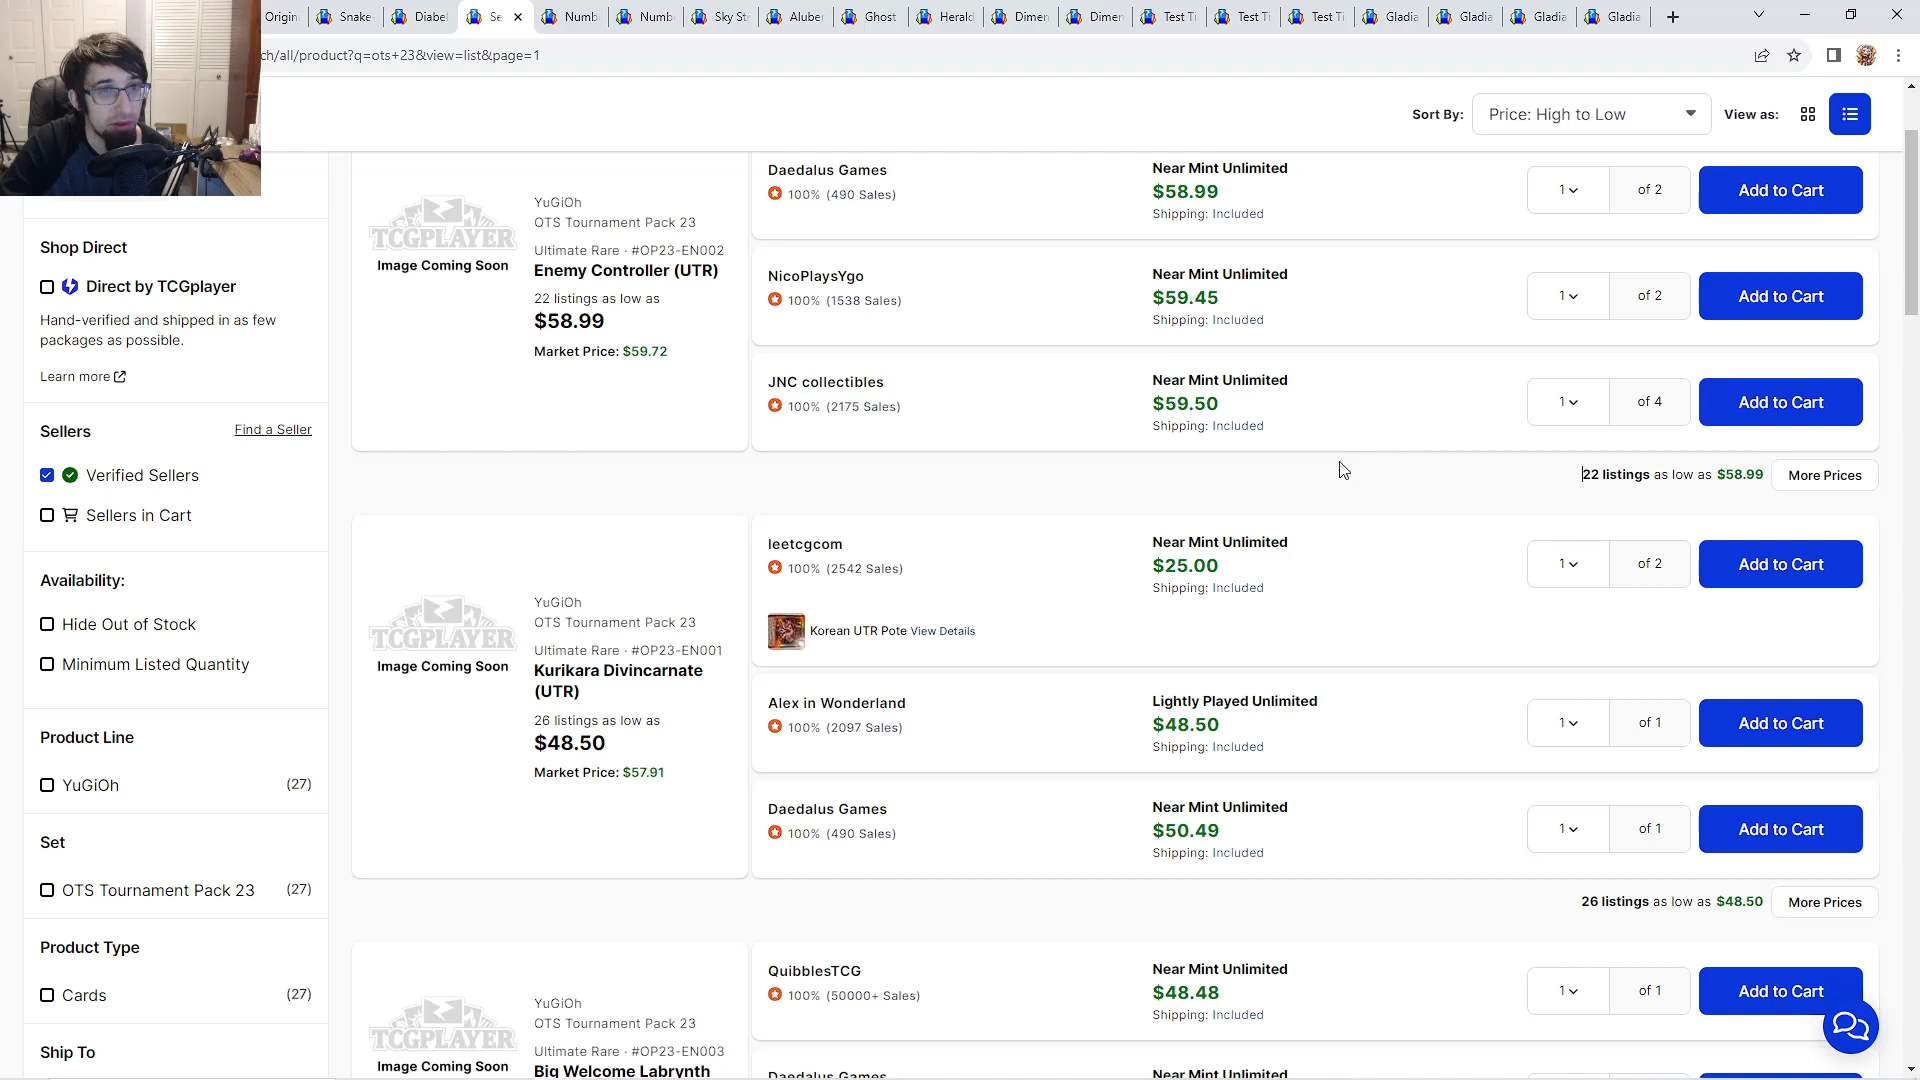 Origin
Snake-
Diabel
Se
Numb
Numb
Sky St
Aluber
Ghost
Herald
Dimen
Dimen
Test Ti
Test Ti
Test Ti
Gladia
Gladia
Gladia
Gladia
ch/all/product?q=ots+23&view=list&page=1
Sort By:
Price: High to Low
View as:
Shop Direct
Direct by TCGplayer
Hand-verified and shipped in as few
packages as possible.
Learn more
Sellers
Find a Seller
Verified Sellers
Sellers in Cart
Availability:
Hide Out of Stock
Minimum Listed Quantity
Product Line
YuGiOh (27)
Set
OTS Tournament Pack 23 (27)
Product Type
Cards (27)
Ship To
TCGPLAYER
Image Coming Soon
YuGiOh
OTS Tournament Pack 23
Ultimate Rare · #OP23-EN002
Enemy Controller (UTR)
22 listings as low as
$58.99
Market Price: $59.72
Daedalus Games
100% (490 Sales)
Near Mint Unlimited
$58.99
Shipping: Included
1
of 2
Add to Cart
NicoPlaysYgo
100% (1538 Sales)
Near Mint Unlimited
$59.45
Shipping: Included
1
of 2
Add to Cart
JNC collectibles
100% (2175 Sales)
Near Mint Unlimited
$59.50
Shipping: Included
1
of 4
Add to Cart
22 listings as low as $58.99
More Prices
TCGPLAYER
Image Coming Soon
YuGiOh
OTS Tournament Pack 23
Ultimate Rare · #OP23-EN001
Kurikara Divincarnate
(UTR)
26 listings as low as
$48.50
Market Price: $57.91
leetcgcom
100% (2542 Sales)
Near Mint Unlimited
$25.00
Shipping: Included
1
of 2
Add to Cart
Korean UTR Pote View Details
Alex in Wonderland
100% (2097 Sales)
Lightly Played Unlimited
$48.50
Shipping: Included
1
of 1
Add to Cart
Daedalus Games
100% (490 Sales)
Near Mint Unlimited
$50.49
Shipping: Included
1
of 1
Add to Cart
26 listings as low as $48.50
More Prices
TCGPLAYER
Image Coming Soon
YuGiOh
OTS Tournament Pack 23
Ultimate Rare · #OP23-EN003
Big Welcome Labrynth
QuibblesTCG
100% (50000+ Sales)
Near Mint Unlimited
$48.48
Shipping: Included
1
of 1
Add to Cart
Daedalus Games
Near Mint Unlimited